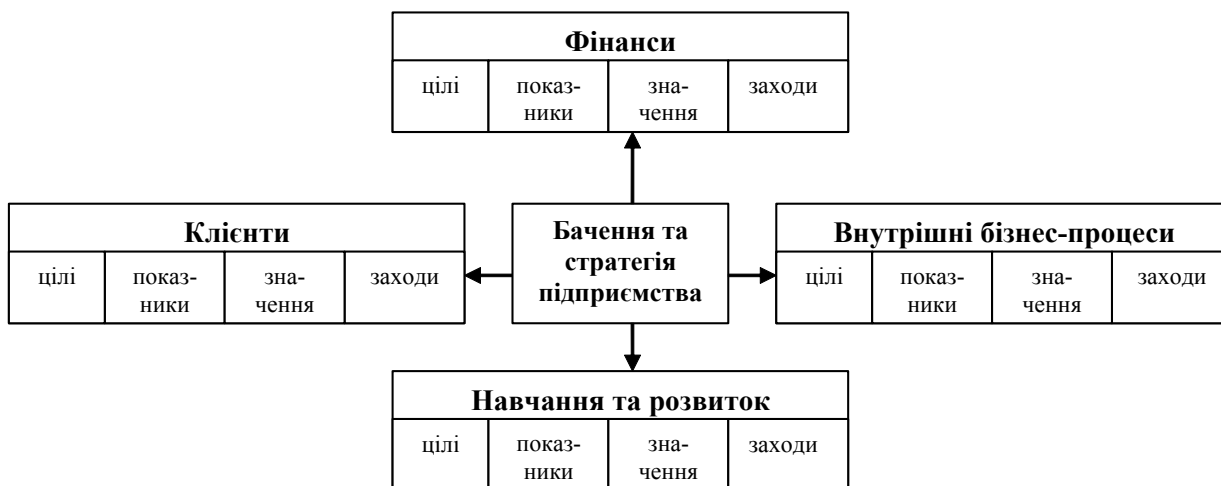 Фінанси
цілі показ- зна- заходи
ники чення
Клієнти
цілі показ- зна- заходи
ники чення
Бачення та
стратегія
підприємства
Внутрішні бізнес-процеси
цілі показ- зна- заходи
ники чення
Навчання та розвиток
цілі показ- зна- заходи
ники чення